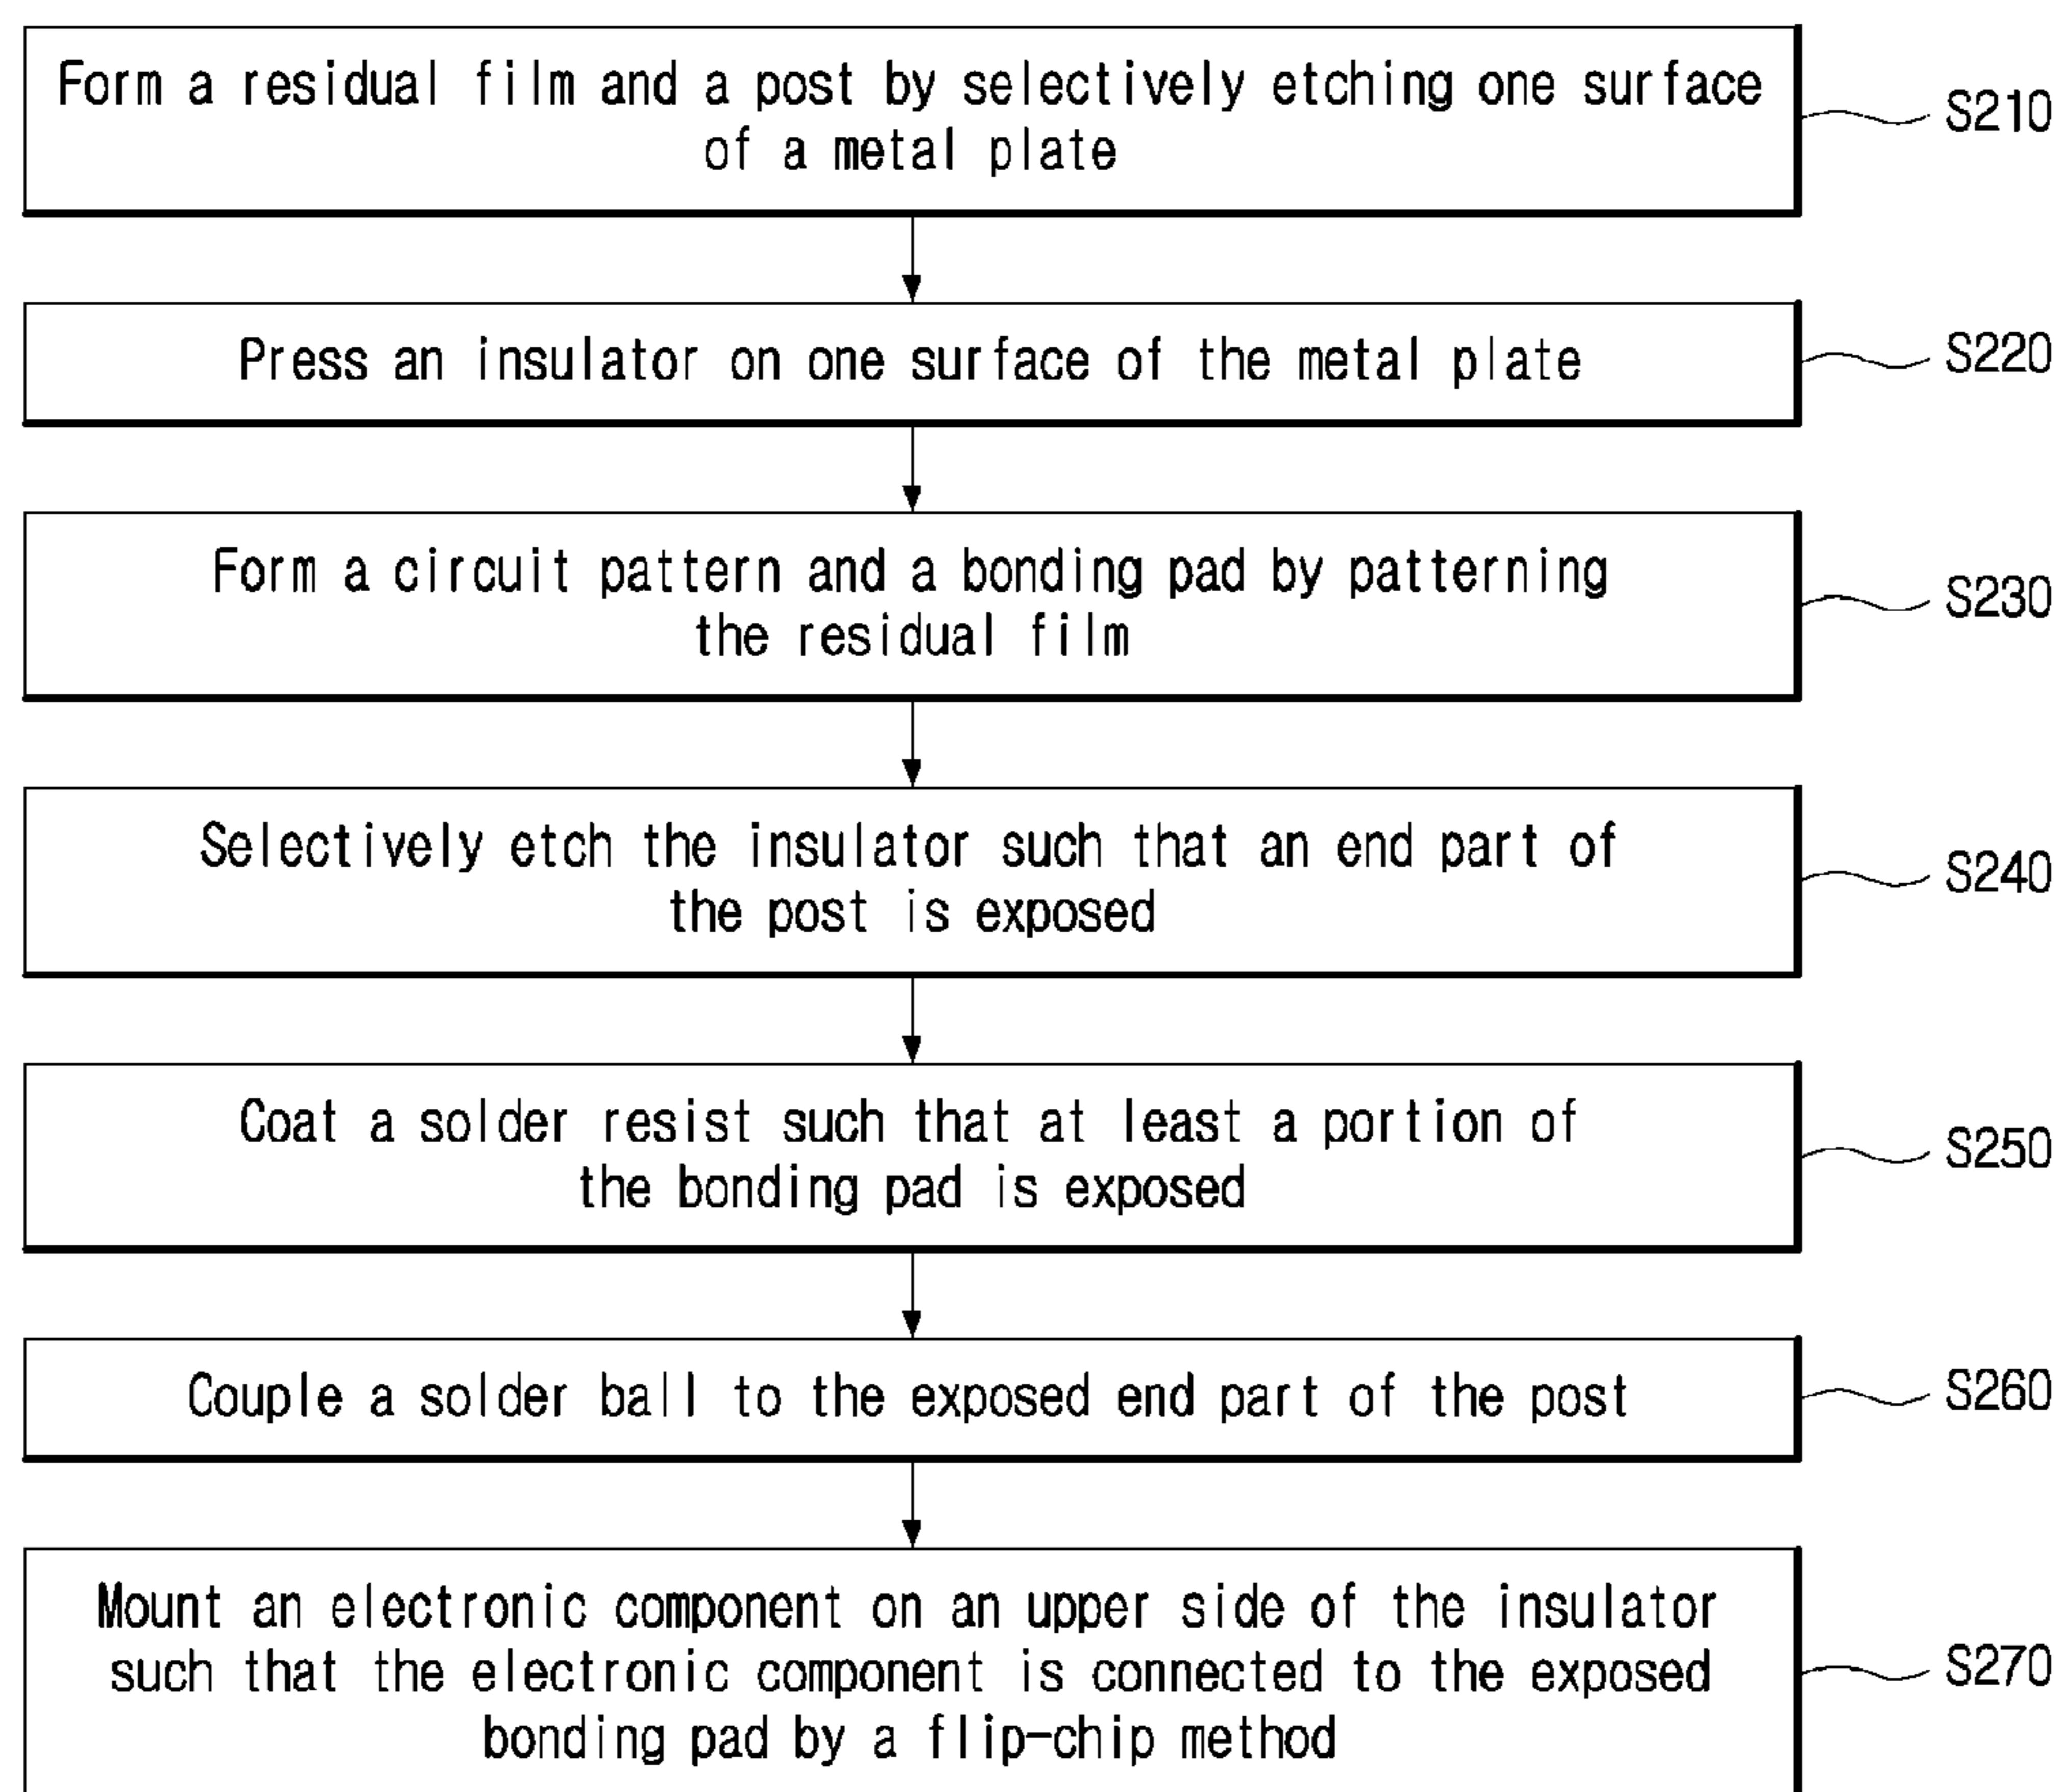 Form a residual film and a post by selectively etching one surface
of a metal plate
S210
Press an insulator on one surface of the metal plate
S220
Form a circuit pattern and a bonding pad by patterning
the residual film
S230
Selectively etch the insulator such that an end part of
the post is exposed
S240
Coat a solder resist such that at least a portion of
the bonding pad is exposed
S250
Couple a solder ball to the exposed end part of the post
S260
Mount an electronic component on an upper side of the insulator
such that the electronic component is connected to the exposed
bonding pad by a flip-chip method
S270